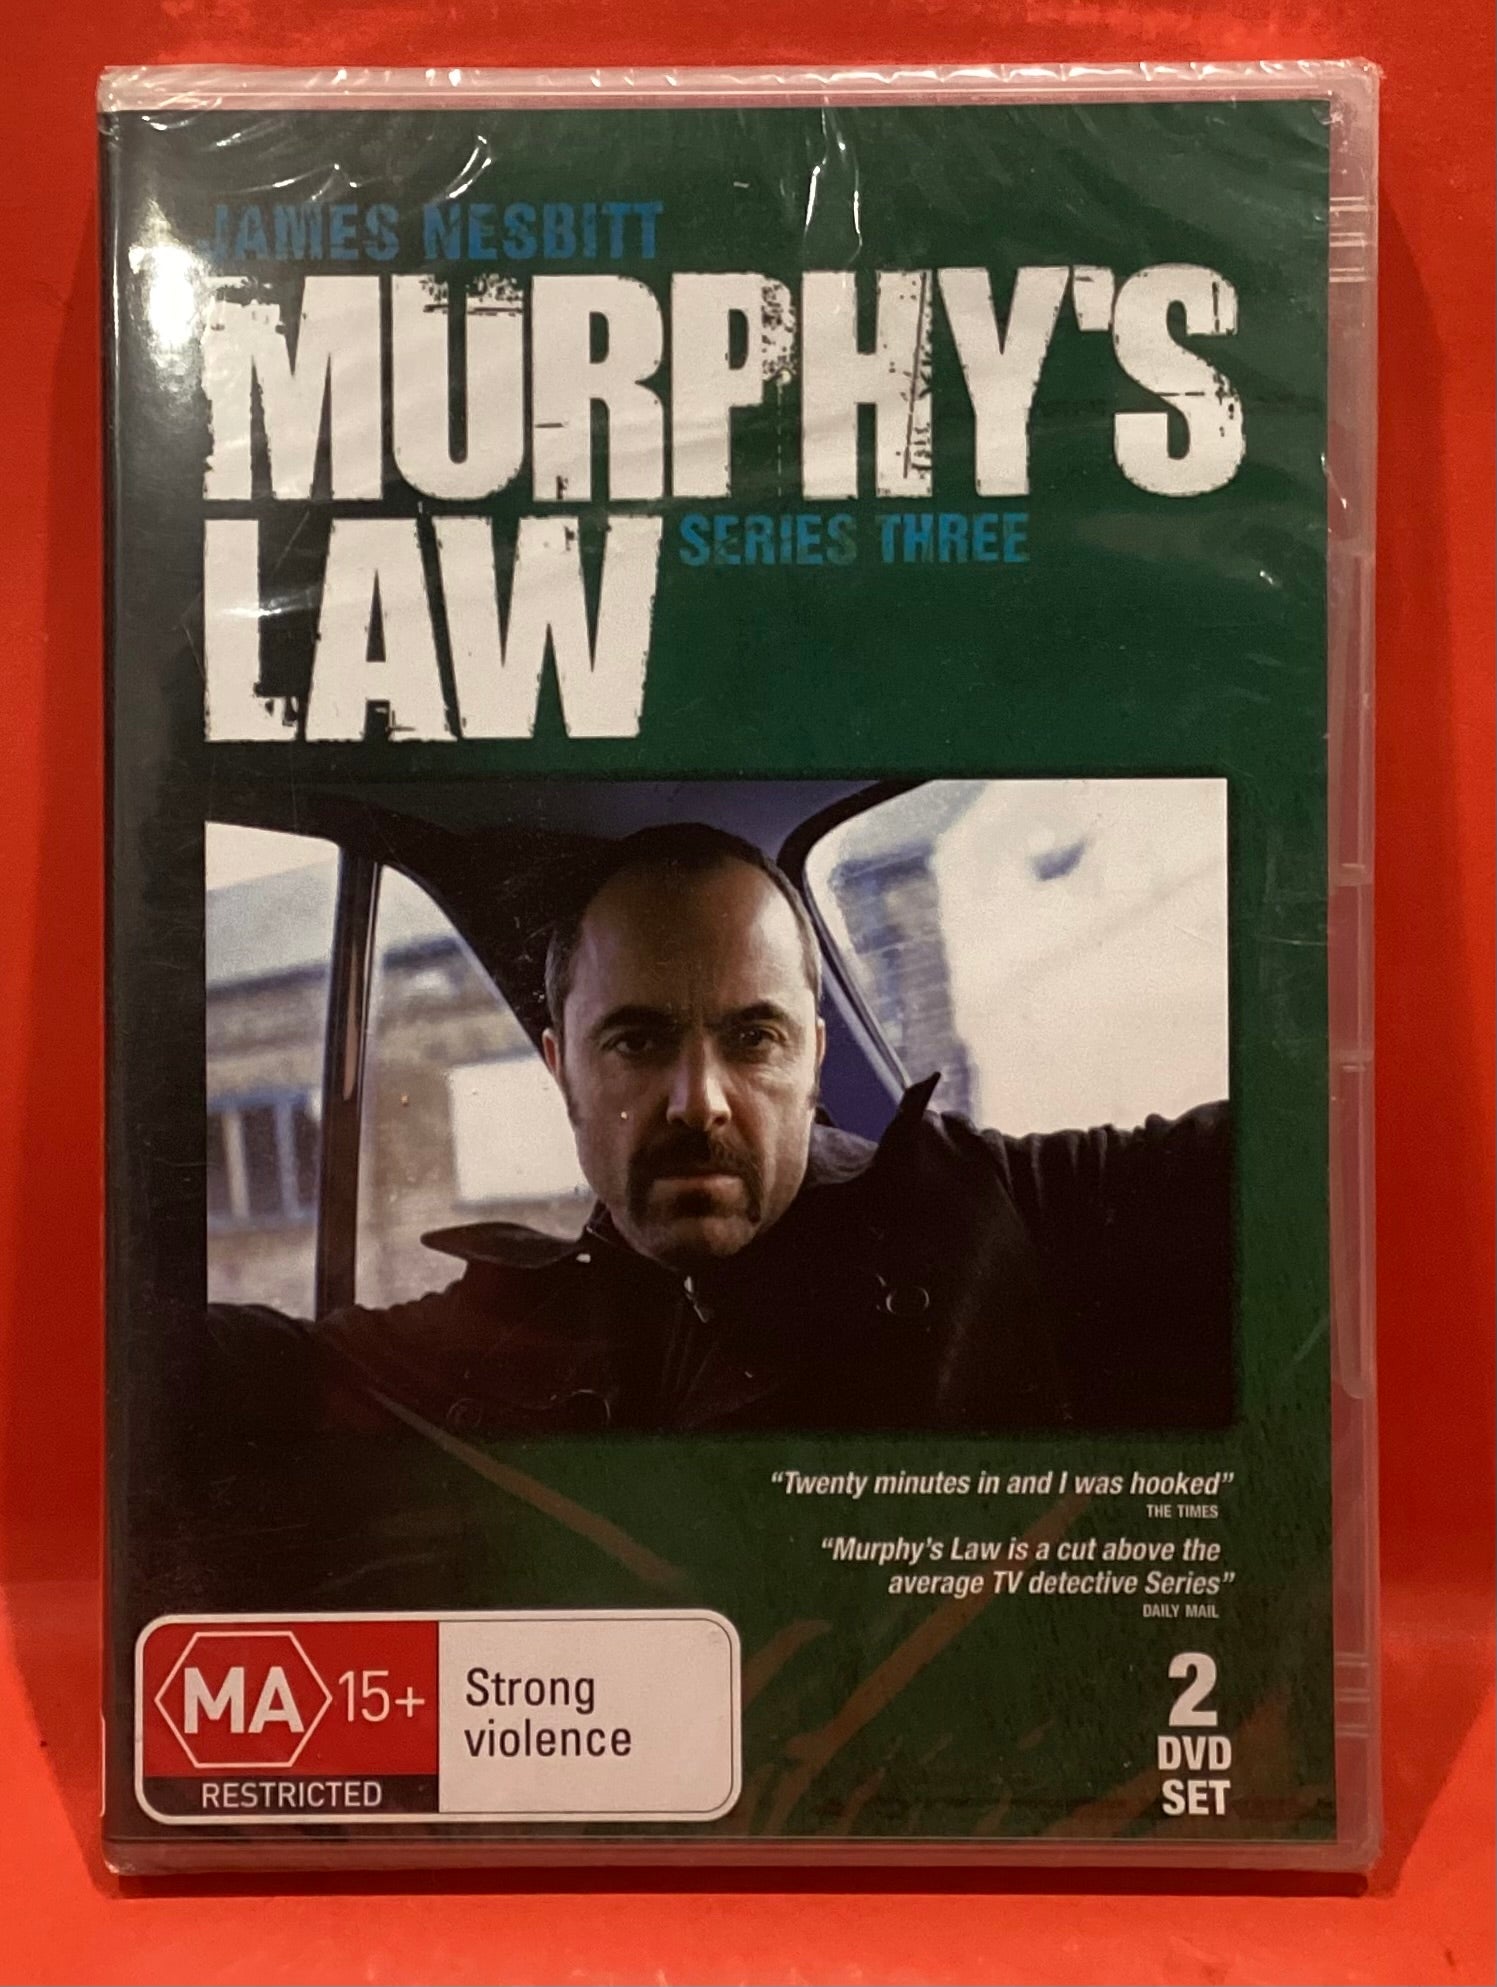 JAMES NESBITT
MURPHY'S
LAW SERIES THREE
“Twenty minutes in and I was hooked”
THE TIMES
“Murphy's Law is a cut above the
average TV detective Series”
DAILY MAIL
MA 15+
RESTRICTED
Strong
violence
2
DVD
SET